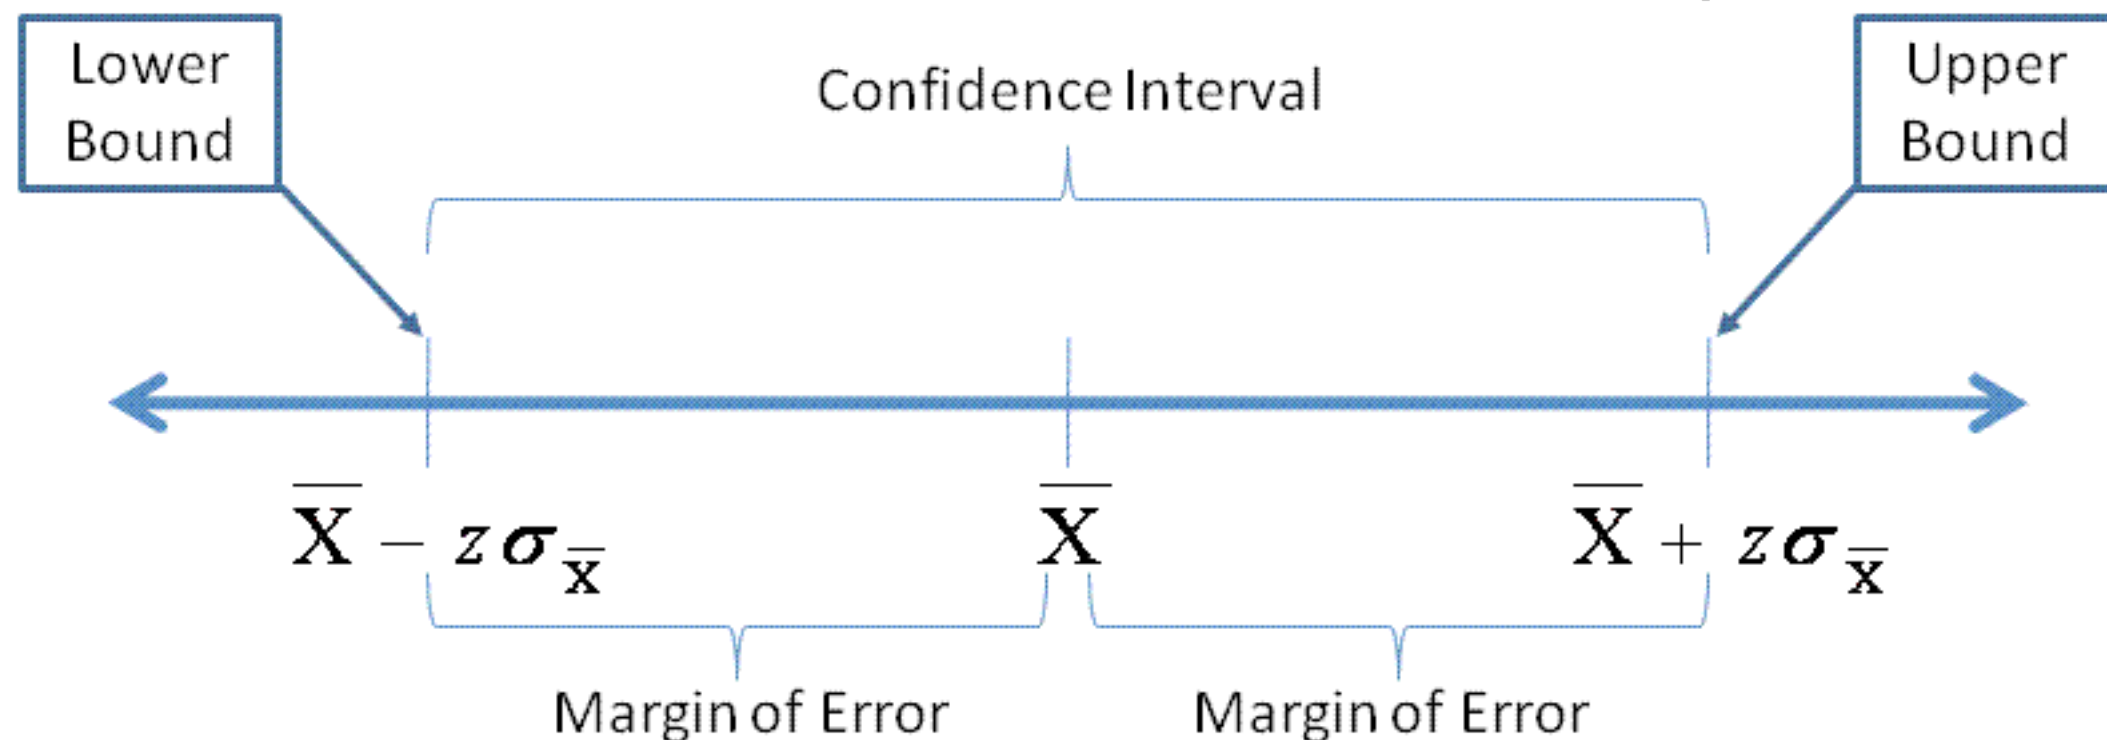 Lower
Bound
Confidence Interval
Upper
Bound
X̅ − zσx̅
X̅
X̅ + zσx̅
Margin of Error
Margin of Error